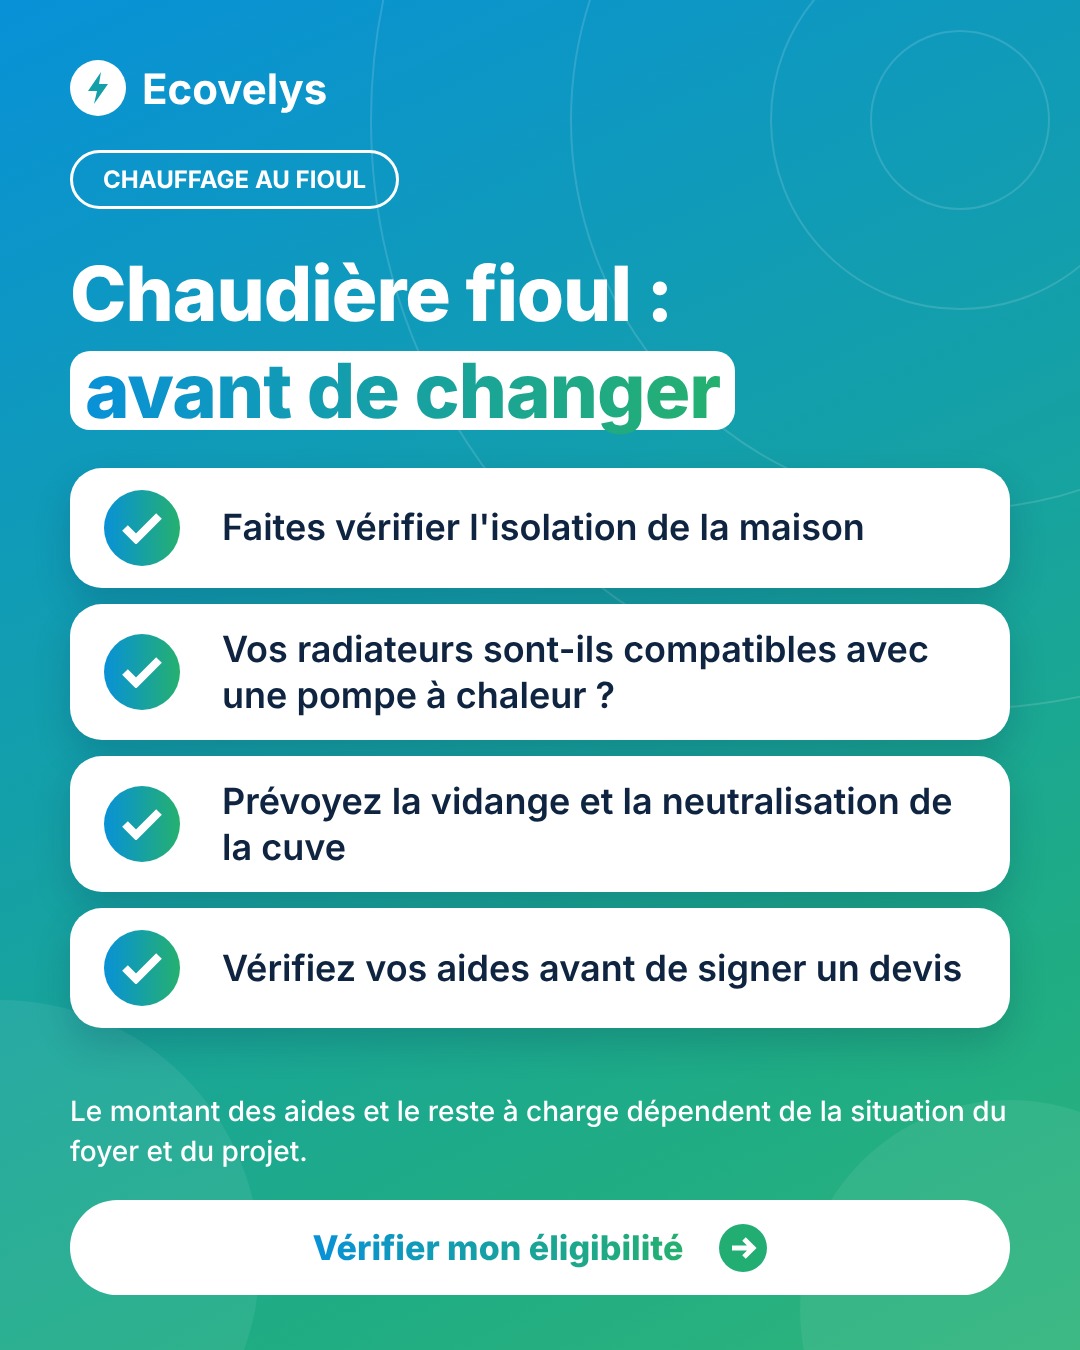 Ecovelys
CHAUFFAGE AU FIOUL
Chaudière fioul :
avant de changer
Faites vérifier l'isolation de la maison
Vos radiateurs sont-ils compatibles avec
une pompe à chaleur ?
Prévoyez la vidange et la neutralisation de
la cuve
Vérifiez vos aides avant de signer un devis
Le montant des aides et le reste à charge dépendent de la situation du
foyer et du projet.
Vérifier mon éligibilité